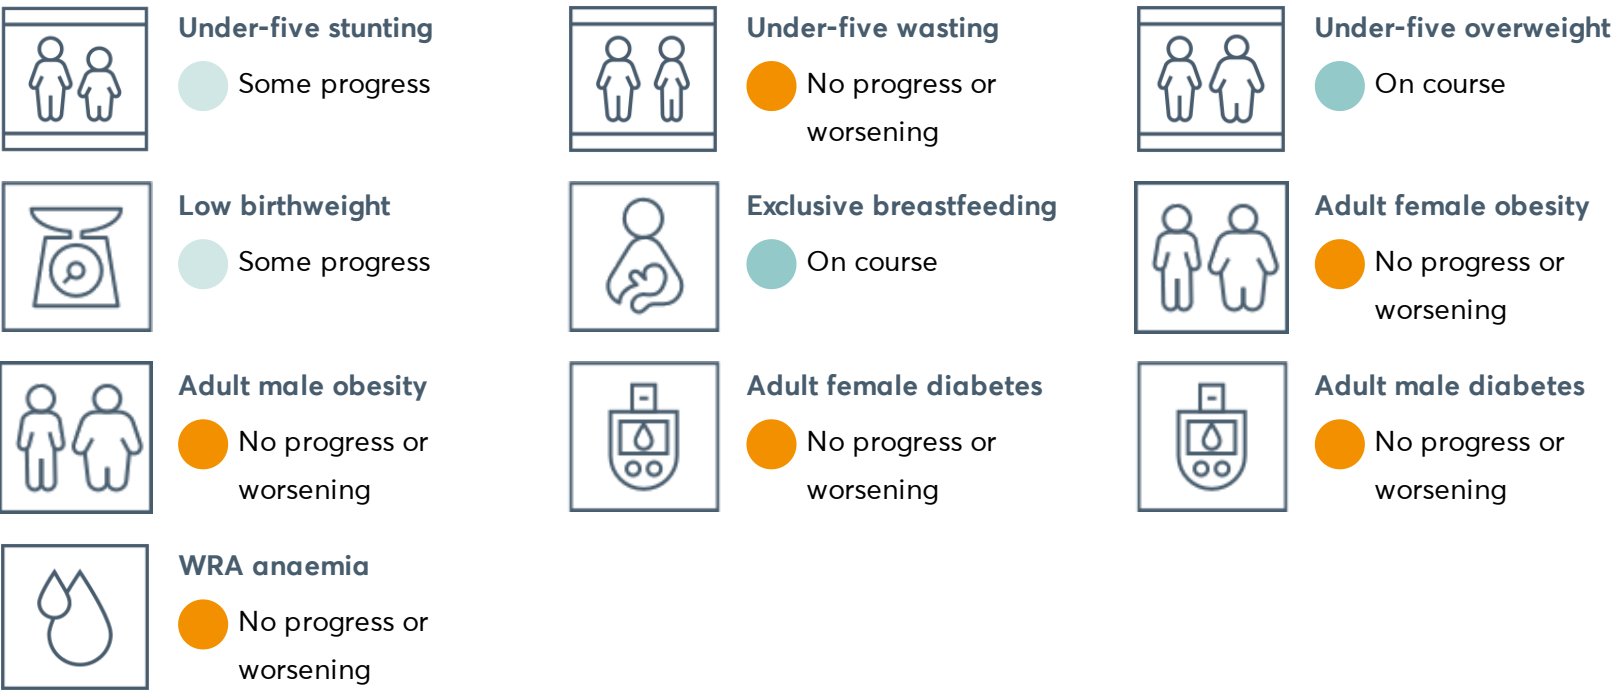 Under-five stunting
Some progress
Under-five wasting
No progress or
worsening
Under-five overweight
On course
Low birthweight
Some progress
Exclusive breastfeeding
On course
Adult female obesity
No progress or
worsening
Adult male obesity
No progress or
worsening
Adult female diabetes
No progress or
worsening
Adult male diabetes
No progress or
worsening
WRA anaemia
No progress or
worsening